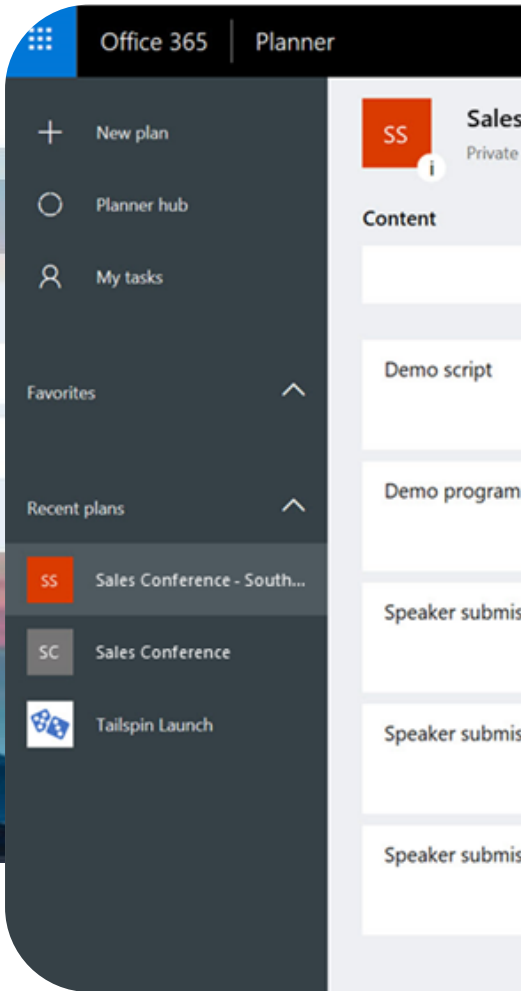 Office 365 Planner
New plan
Planner hub
My tasks
Favorites
Recent plans
SS Sales Conference - South...
SC Sales Conference
Tailspin Launch
SS Sales
i Private
Content
Demo script
Demo program
Speaker submis
Speaker submis
Speaker submis